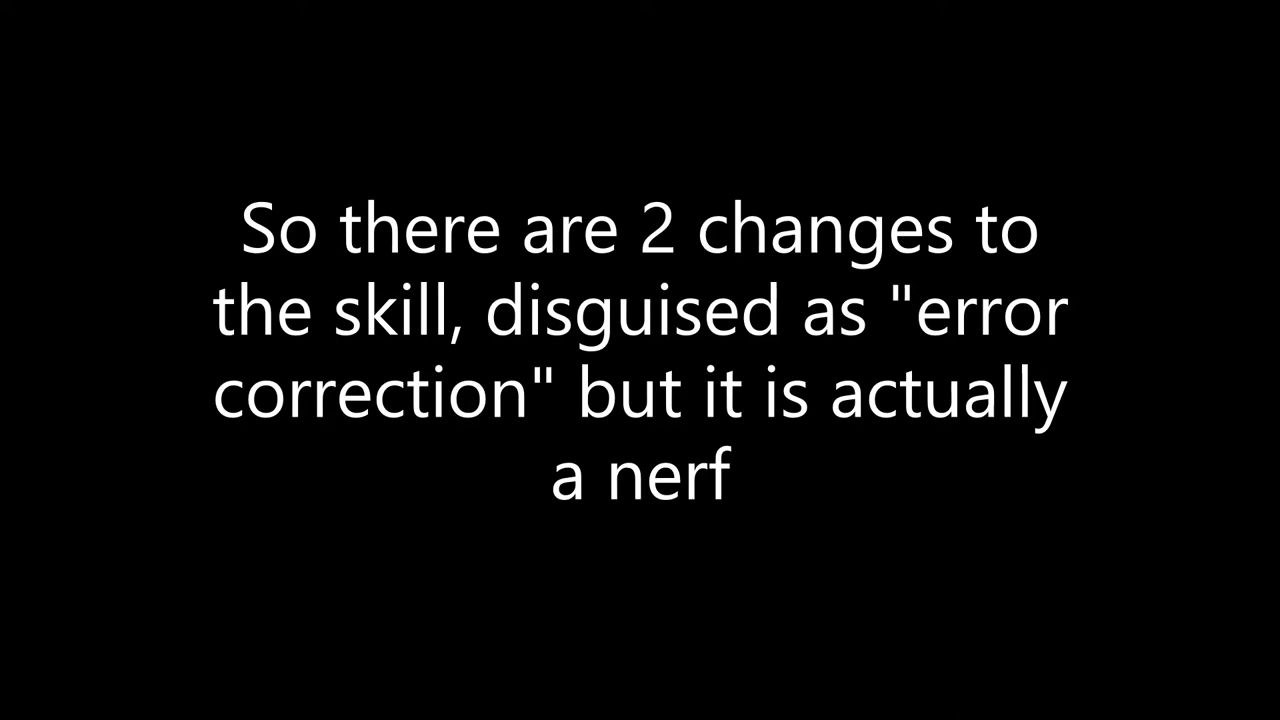 So there are 2 changes to
the skill, disguised as "error
correction" but it is actually
a nerf